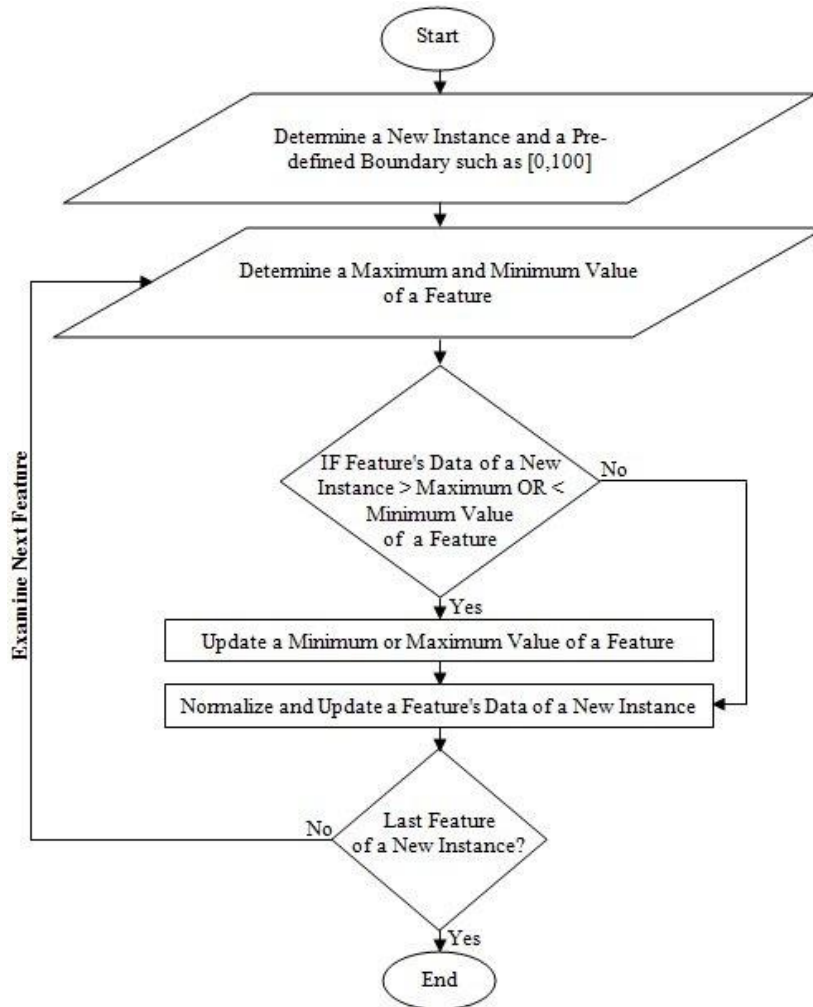 Start
Determine a New Instance and a Pre-
defined Boundary such as [0,100]
Determine a Maximum and Minimum Value
of a Feature
IF Feature's Data of a New
Instance > Maximum OR <
Minimum Value
of a Feature
No
Yes
Update a Minimum or Maximum Value of a Feature
Normalize and Update a Feature's Data of a New Instance
Last Feature
of a New Instance?
No
Examine Next Feature
Yes
End